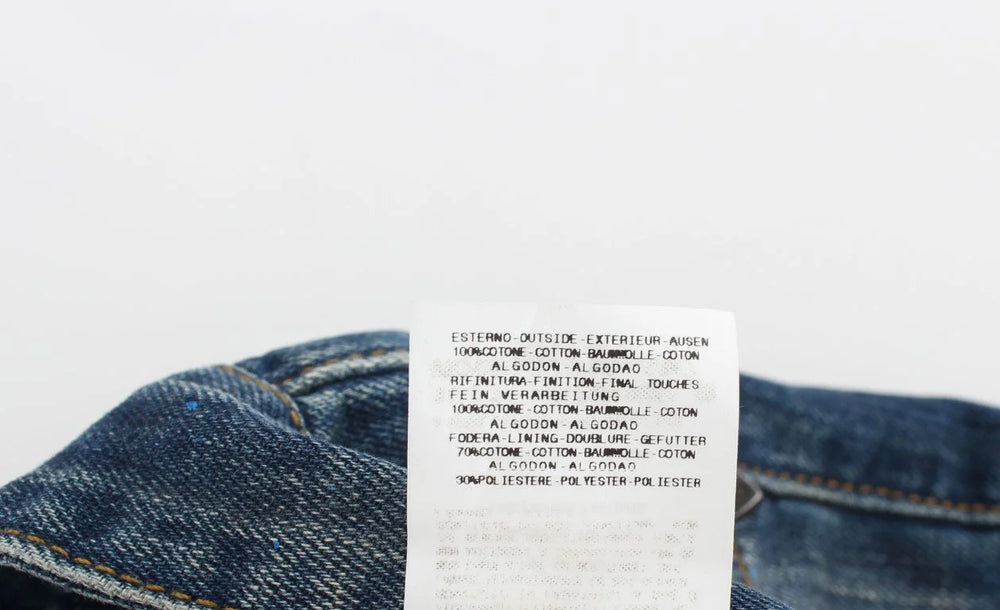 ESTERNO-OUTSIDE-EXTERIEUR-AUSEN
100%COTONE-COTTON-BAUMWOLLE-COTON
ALGODON-ALGODAO
RIFINITURA-FINITION-FINAL TOUCHES
FEIN VERARBEITUNG
100%COTONE-COTTON-BAUMWOLLE-COTON
ALGODON-ALGODAO
FODERA-LINING-DOUBLURE-GEFUTTER
70%COTONE-COTTON-BAUMWOLLE-COTON
ALGODON-ALGODAO
30%POLIESTERE-POLYESTER-POLIESTER